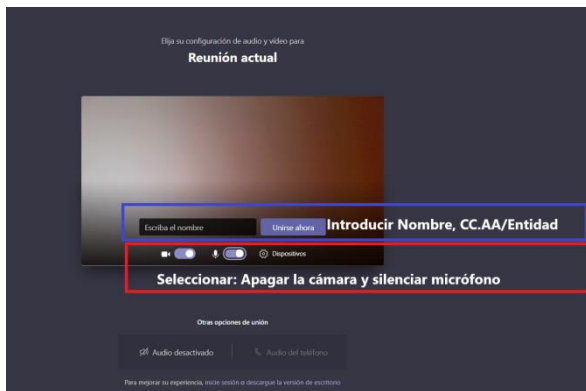 Elija su configuración de audio y vídeo para
Reunión actual
Escriba el nombre
Unirse ahora
Introducir Nombre, CC.AA/Entidad
Dispositivos
Seleccionar: Apagar la cámara y silenciar micrófono
Otras opciones de unión
Audio desactivado
Audio del teléfono
Para mejorar su experiencia, inicie sesión o descargue la versión de escritorio